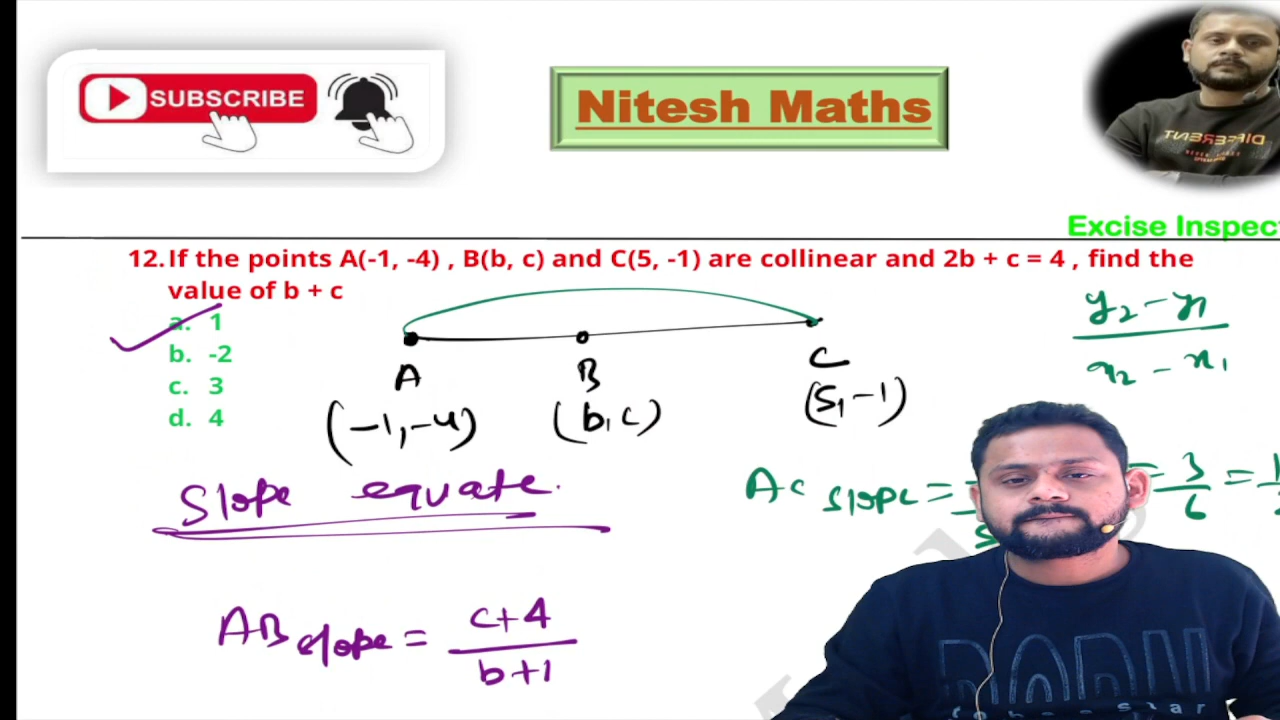 SUBSCRIBE
Nitesh Maths
DIFFERENT
Excise Inspect
12. If the points A(-1, -4) , B(b, c) and C(5, -1) are collinear and 2b + c = 4 , find the
value of b + c
a. 1
b. -2
c. 3
d. 4
A B C
(-1,-4) (b,c) (5,-1)
y2 - y1
x2 - x1
Slope equate.
AC slope = = 3/6 = 1
AB slope = c+4
b+1